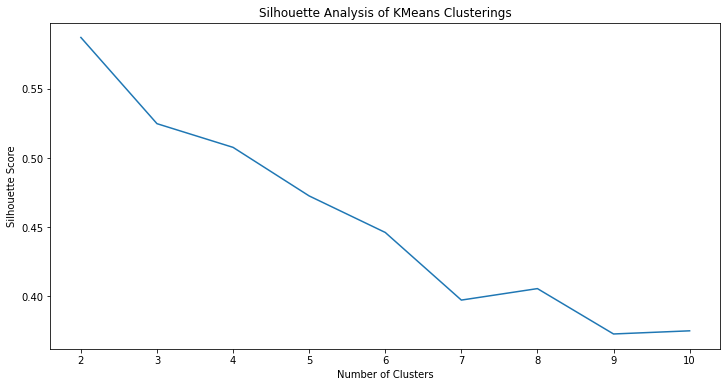 Silhouette Analysis of KMeans Clusterings
Silhouette Score
0.55
0.50
0.45
0.40
2 3 4 5 6 7 8 9 10
Number of Clusters